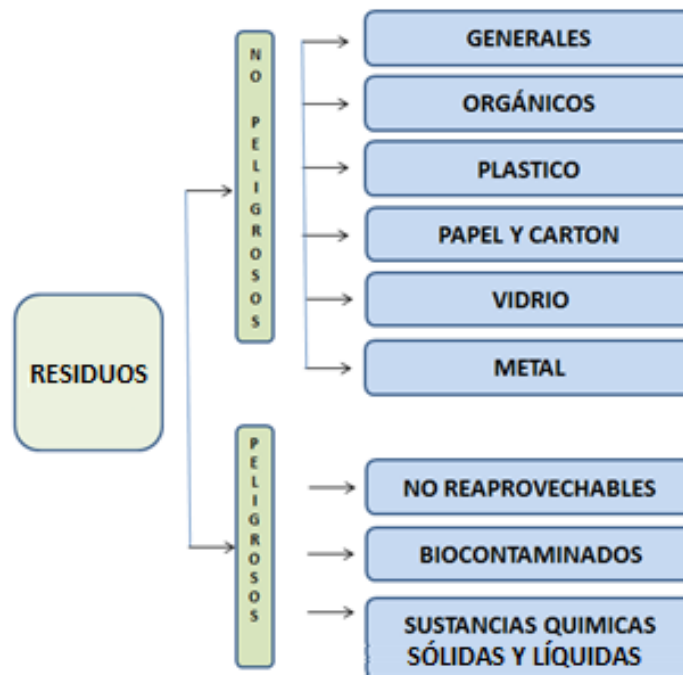 RESIDUOS
NO PELIGROSOS
GENERALES
ORGÁNICOS
PLASTICO
PAPEL Y CARTON
VIDRIO
METAL
PELIGROSOS
NO REAPROVECHABLES
BIOCONTAMINADOS
SUSTANCIAS QUIMICAS
SÓLIDAS Y LÍQUIDAS